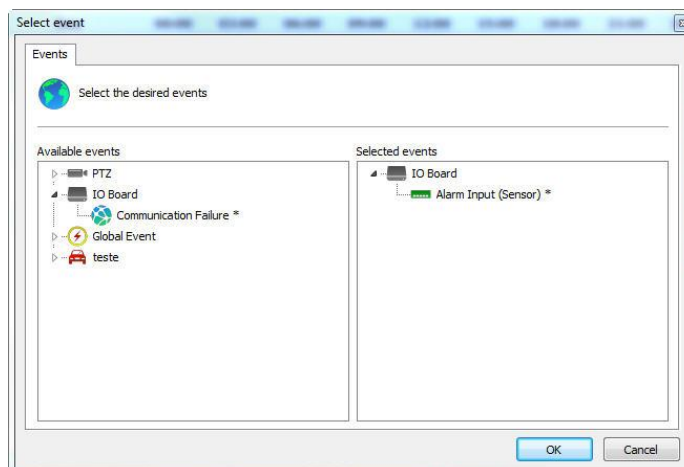 Select event
Events
Select the desired events
Available events
Selected events
PTZ
IO Board
Communication Failure *
Global Event
teste
IO Board
Alarm Input (Sensor) *
OK
Cancel